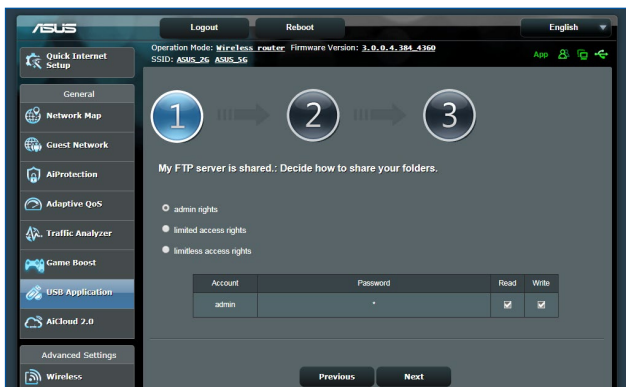 ASUS
Logout
Reboot
English
Quick Internet
Setup
Operation Mode: Wireless router Firmware Version: 3.0.0.4.384_4360
SSID: ASUS_2G ASUS_5G
App
General
Network Map
Guest Network
AiProtection
Adaptive QoS
Traffic Analyzer
Game Boost
USB Application
AiCloud 2.0
Advanced Settings
Wireless
1
2
3
My FTP server is shared.: Decide how to share your folders.
admin rights
limited access rights
limitless access rights
Account Password Read Write
admin *
Previous Next